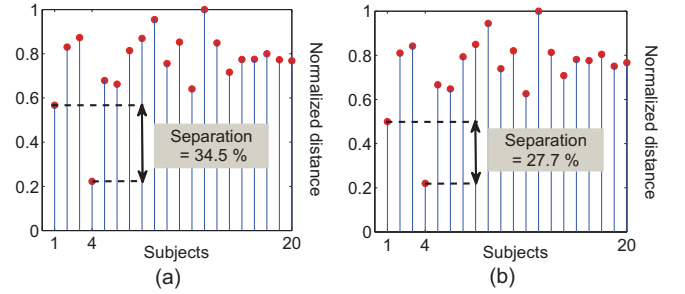 1
0.8
0.6
0.4
0.2
0
1
4
20
Subjects
Normalized distance
Separation
= 34.5 %
(a)
1
0.8
0.6
0.4
0.2
0
1
4
20
Subjects
Normalized distance
Separation
= 27.7 %
(b)